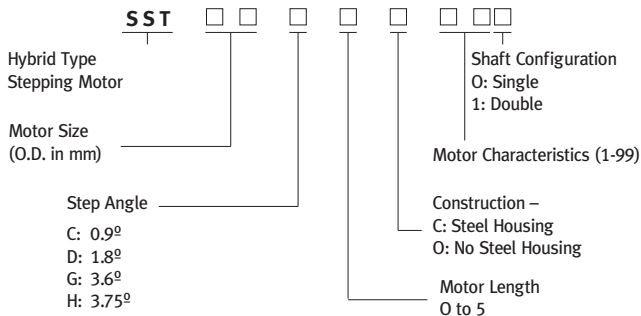 SST □ □ □ □ □ □ □ □
Hybrid Type
Stepping Motor
Shaft Configuration
O: Single
1: Double
Motor Size
(O.D. in mm)
Motor Characteristics (1-99)
Step Angle
C: 0.9º
D: 1.8º
G: 3.6º
H: 3.75º
Construction –
C: Steel Housing
O: No Steel Housing
Motor Length
O to 5